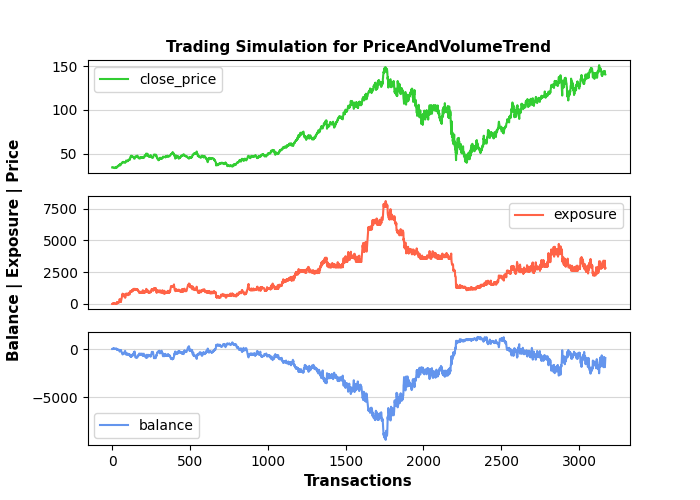 Trading Simulation for PriceAndVolumeTrend
Balance | Exposure | Price
150
100
50
close_price
7500
5000
2500
0
exposure
0
−5000
balance
0 500 1000 1500 2000 2500 3000
Transactions